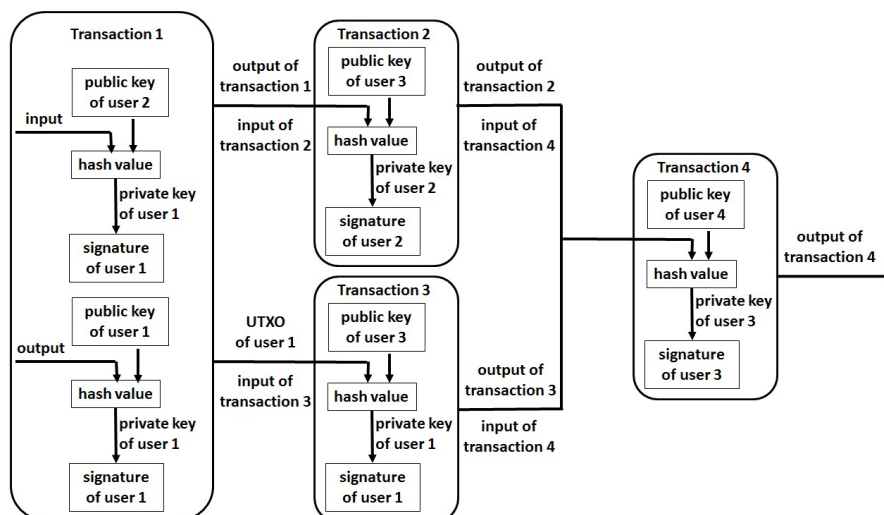 Transaction 1
public key
of user 2
input
hash value
private key
of user 1
signature
of user 1
public key
of user 1
output
hash value
private key
of user 1
signature
of user 1
output of
transaction 1
input of
transaction 2
UTXO
of user 1
input of
transaction 3
Transaction 2
public key
of user 3
hash value
private key
of user 2
signature
of user 2
Transaction 3
public key
of user 3
hash value
private key
of user 1
signature
of user 1
output of
transaction 2
input of
transaction 4
output of
transaction 3
input of
transaction 4
Transaction 4
public key
of user 4
hash value
private key
of user 3
signature
of user 3
output of
transaction 4